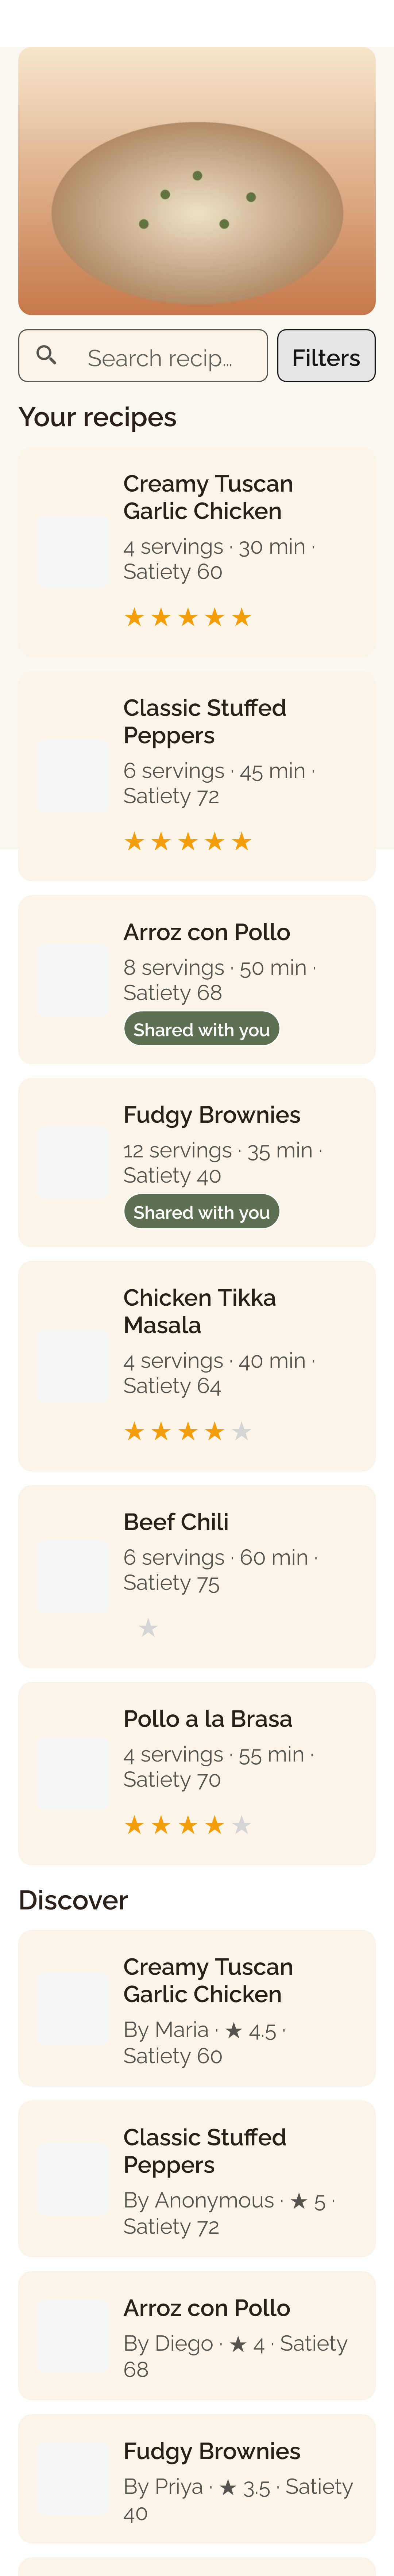 Search recip...
Filters
Your recipes
Creamy Tuscan
Garlic Chicken
4 servings · 30 min ·
Satiety 60
★★★★★
Classic Stuffed
Peppers
6 servings · 45 min ·
Satiety 72
★★★★★
Arroz con Pollo
8 servings · 50 min ·
Satiety 68
Shared with you
Fudgy Brownies
12 servings · 35 min ·
Satiety 40
Shared with you
Chicken Tikka
Masala
4 servings · 40 min ·
Satiety 64
★★★★★
Beef Chili
6 servings · 60 min ·
Satiety 75
★
Pollo a la Brasa
4 servings · 55 min ·
Satiety 70
★★★★★
Discover
Creamy Tuscan
Garlic Chicken
By Maria · ★ 4.5 ·
Satiety 60
Classic Stuffed
Peppers
By Anonymous · ★ 5 ·
Satiety 72
Arroz con Pollo
By Diego · ★ 4 · Satiety
68
Fudgy Brownies
By Priya · ★ 3.5 · Satiety
40